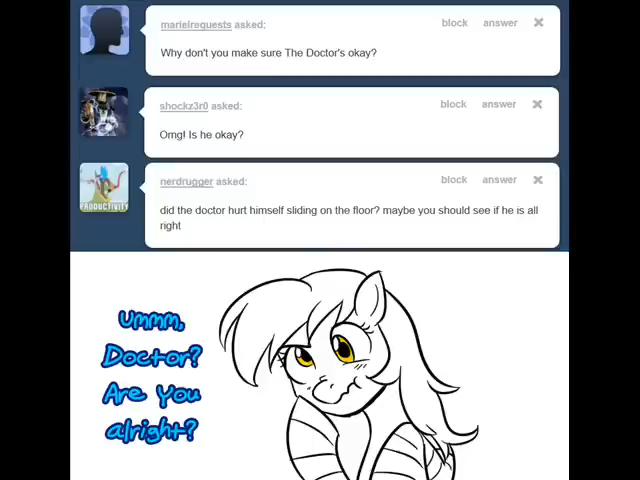 marielrequests asked:
block answer
Why don't you make sure The Doctor's okay?
shockz3r0 asked:
block answer
Omg! Is he okay?
PRODUCTIVITY
nerdrugger asked:
block answer
did the doctor hurt himself sliding on the floor? maybe you should see if he is all
right
Ummm,
Doctor?
Are You
alright?